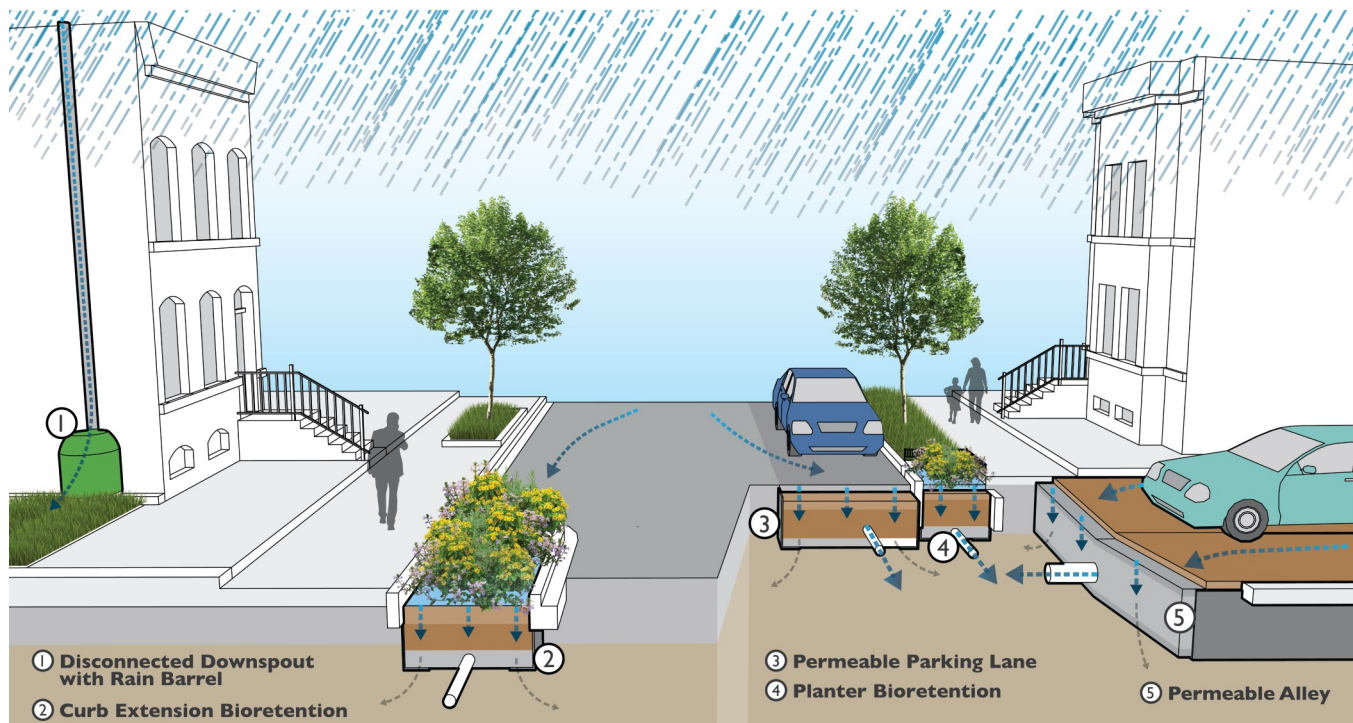 1
2
3
4
5
1 Disconnected Downspout
with Rain Barrel
2 Curb Extension Bioretention
3 Permeable Parking Lane
4 Planter Bioretention
5 Permeable Alley